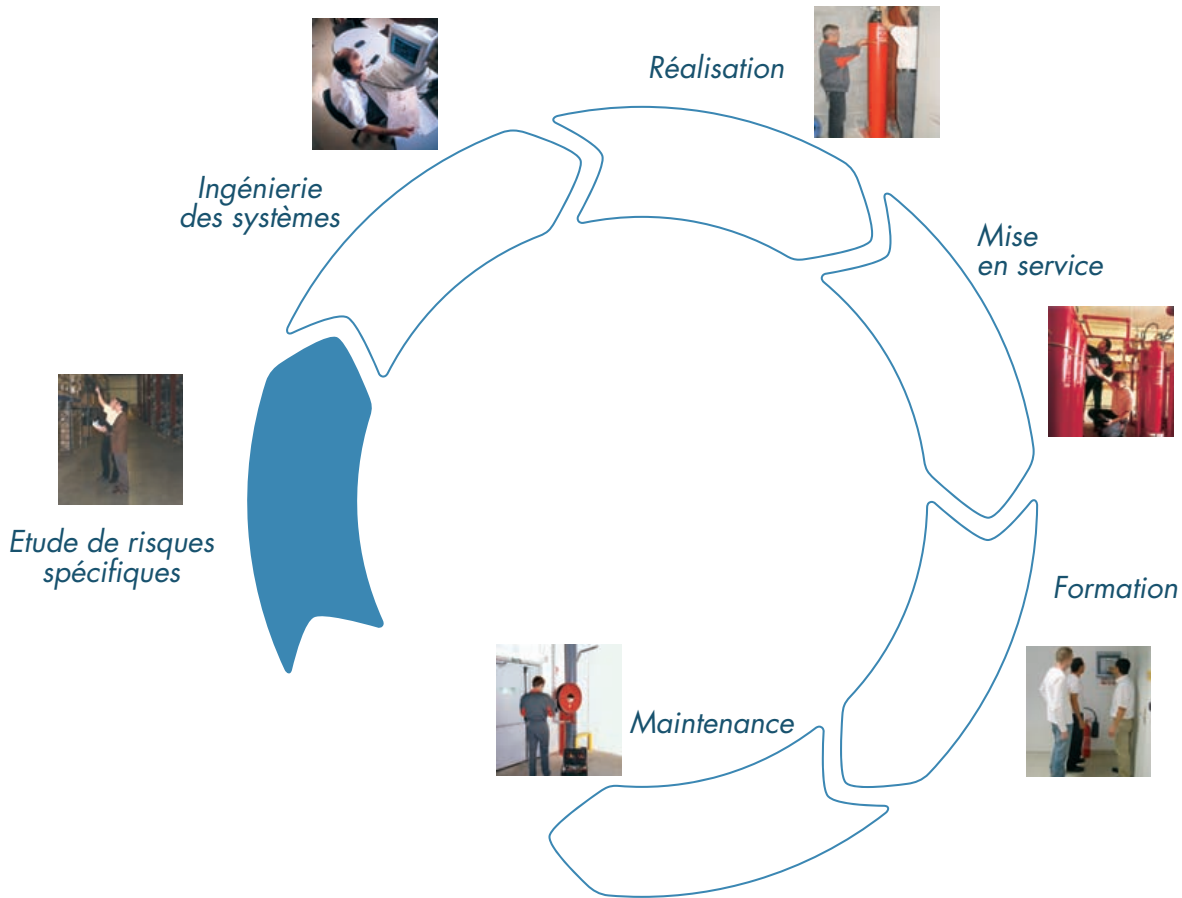 Réalisation
Ingénierie
des systèmes
Mise
en service
Etude de risques
spécifiques
Formation
Maintenance